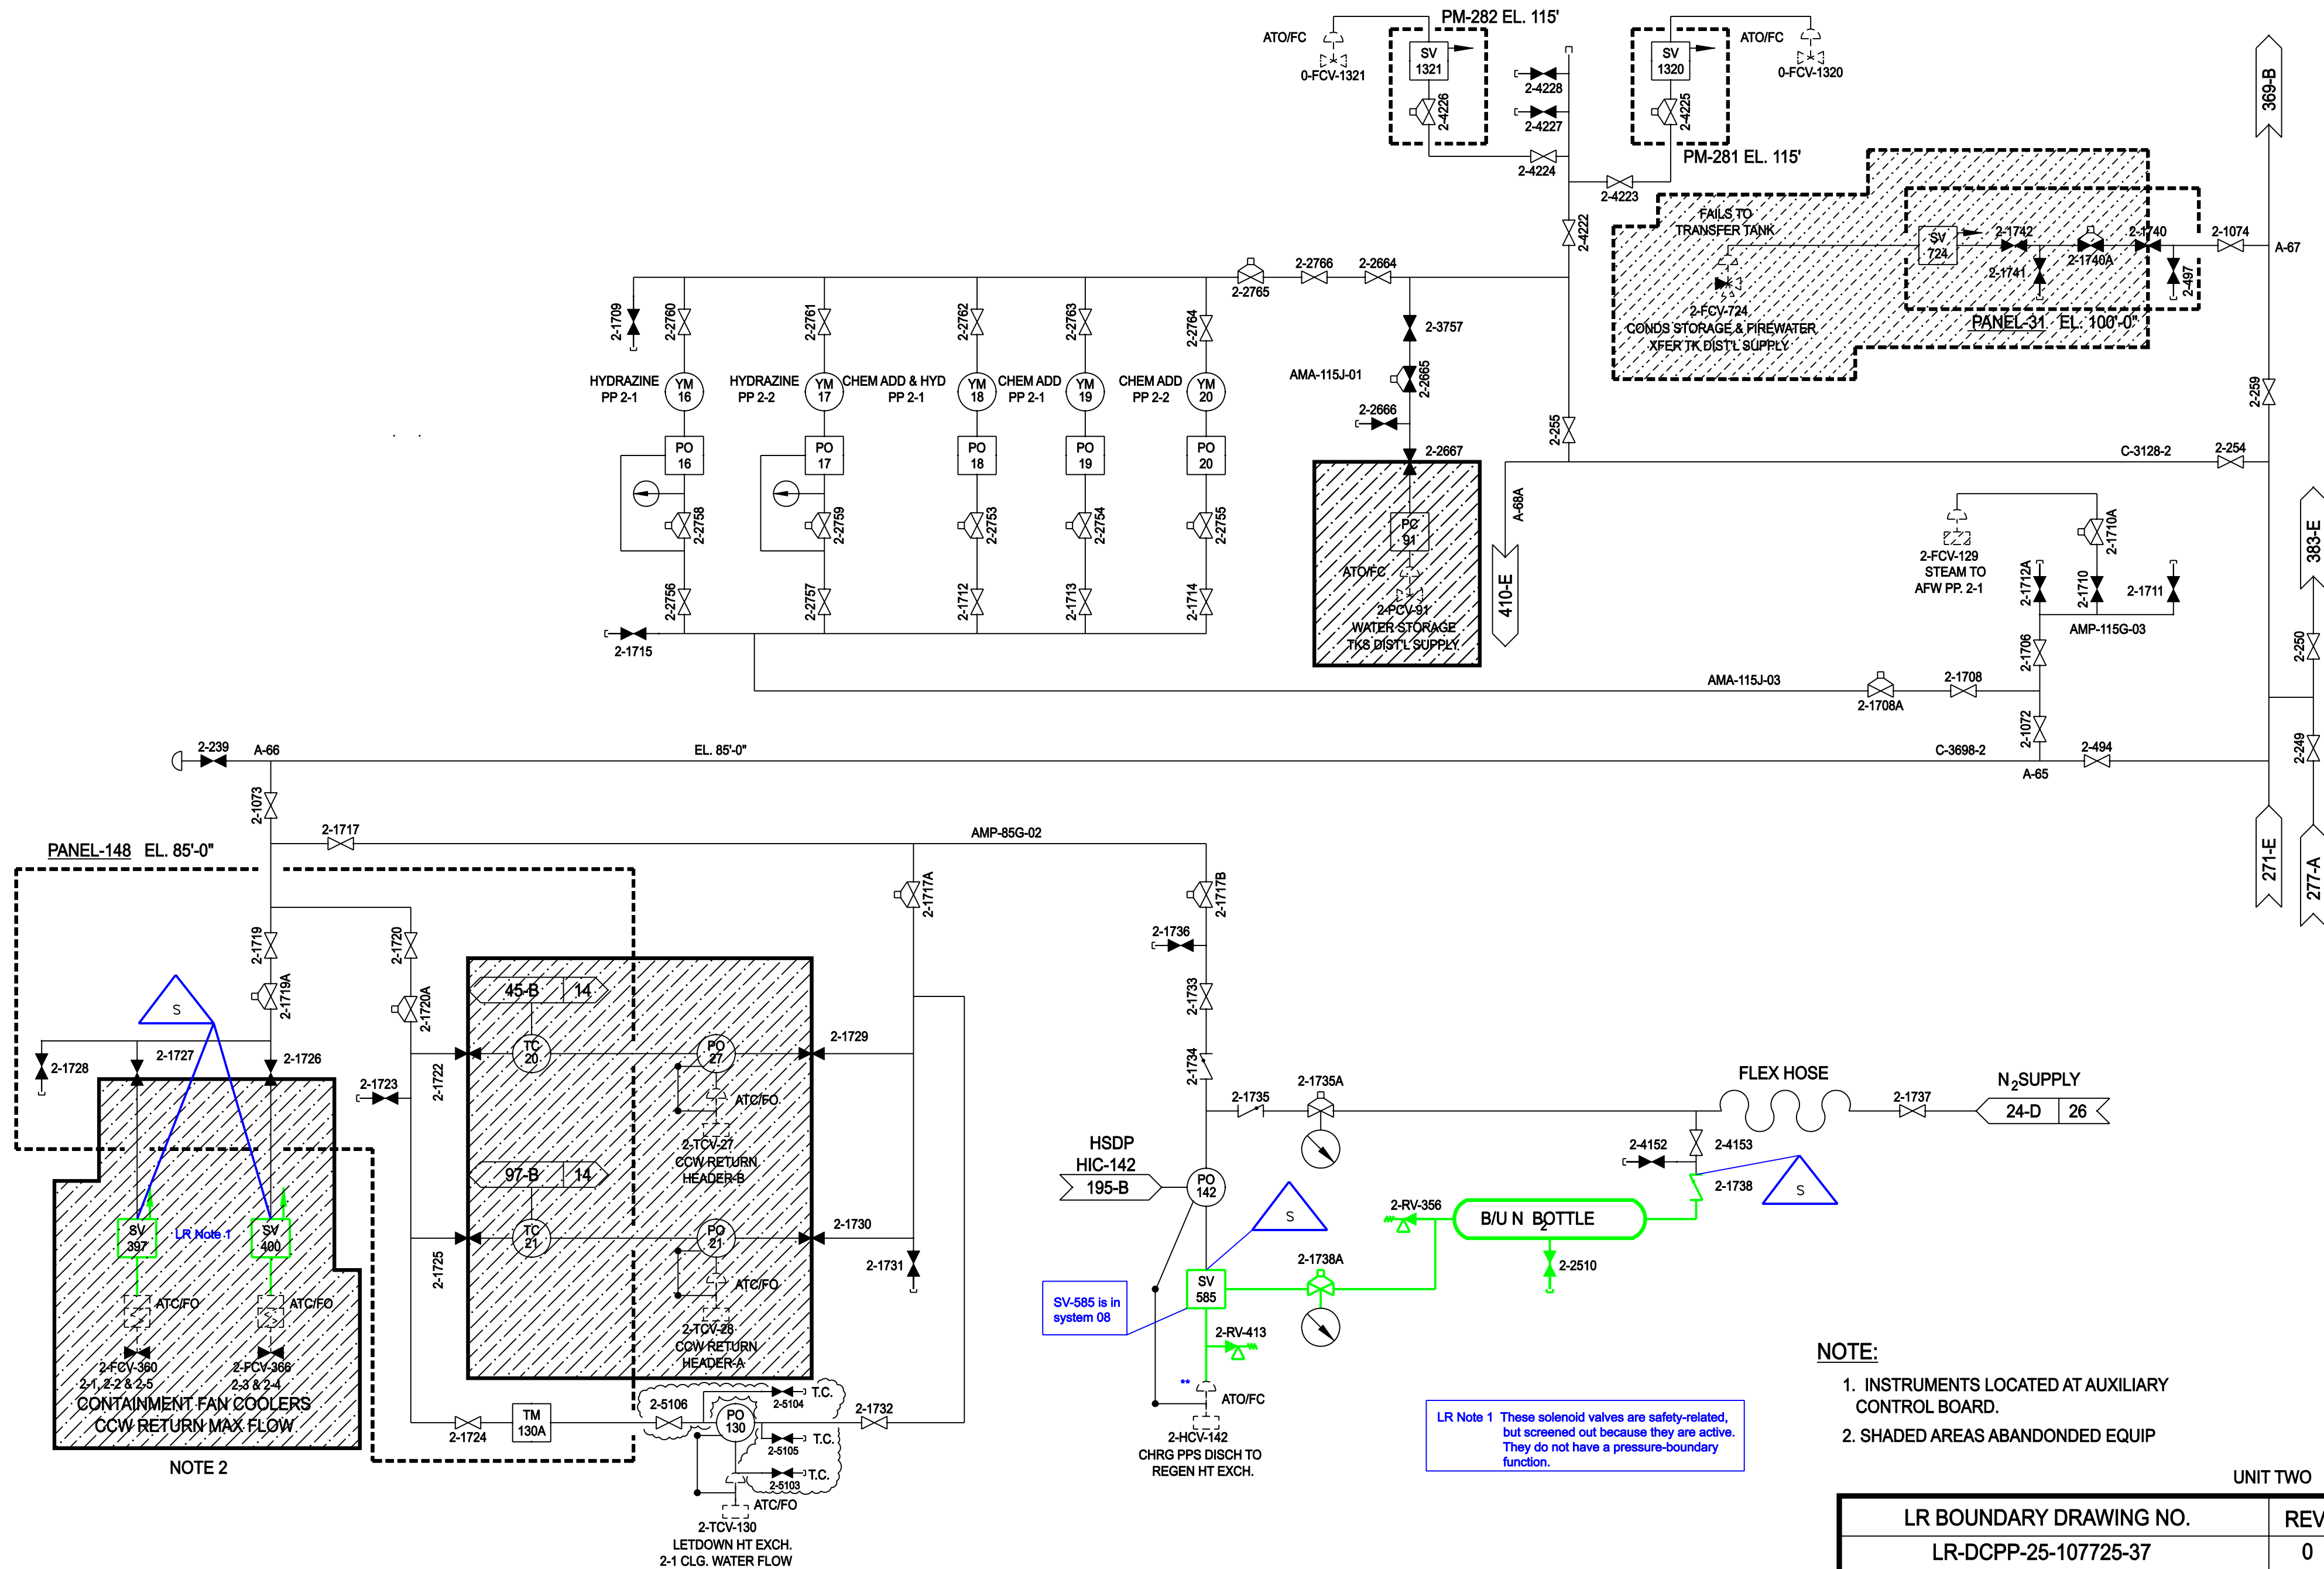 PM-282 EL. 115'
ATO/FC
0-FCV-1321
SV
1321
2-4226
2-4228
2-4227
2-4224
SV
1320
2-4225
ATO/FC
0-FCV-1320
PM-281 EL. 115'
2-4223
2-4222
369-B
FAILS TO
TRANSFER TANK
SV
724
2-1742
2-1741
2-1740A
2-1740
2-497
2-1074
A-67
2-FCV-724
CONDS STORAGE & FIREWATER
XFER TK DIST'L SUPPLY
PANEL-31 EL. 100'-0"
2-1709
2-2760
2-2761
2-2762
2-2763
2-2764
2-2765
2-2766
2-2664
2-3757
AMA-115J-01
2-2665
2-2666
2-2667
2-255
2-259
HYDRAZINE
PP 2-1
YM
16
HYDRAZINE
PP 2-2
YM
17
CHEM ADD & HYD
PP 2-1
YM
18
CHEM ADD
PP 2-1
YM
19
CHEM ADD
PP 2-2
YM
20
PO
16
PO
17
PO
18
PO
19
PO
20
2-2758
2-2759
2-2753
2-2754
2-2755
2-2756
2-2757
2-1712
2-1713
2-1714
2-1715
PC
91
ATO/FC
2-PCV-91
WATER STORAGE
TKS DIST'L SUPPLY
A-68A
410-E
C-3128-2
2-254
2-FCV-129
STEAM TO
AFW PP. 2-1
2-1710A
2-1712A
2-1710
2-1711
AMP-115G-03
2-1706
383-E
2-250
2-249
AMA-115J-03
2-1708A
2-1708
2-1072
2-239
A-66
EL. 85'-0"
C-3698-2
2-494
A-65
271-E
277-A
2-1073
2-1717
AMP-85G-02
PANEL-148 EL. 85'-0"
2-1717A
2-1717B
2-1719
2-1719A
2-1720
2-1720A
S
2-1728
2-1727
2-1726
2-1723
2-1722
2-1725
45-B
14
TC
20
PO
27
2-1729
ATC/FO
2-TCV-27
CCW RETURN
HEADER-B
97-B
14
TC
21
PO
21
2-1730
2-1731
ATC/FO
2-TCV-28
CCW RETURN
HEADER-A
SV
397
LR Note 1
SV
400
ATC/FO
ATC/FO
2-FCV-360
2-1, 2-2 & 2-5
2-FCV-366
2-3 & 2-4
CONTAINMENT FAN COOLERS
CCW RETURN MAX FLOW
NOTE 2
2-1724
TM
130A
2-5106
PO
130
T.C.
2-5104
2-1732
T.C.
2-5105
T.C.
2-5103
ATC/FO
2-TCV-130
LETDOWN HT EXCH.
2-1 CLG. WATER FLOW
2-1736
2-1733
2-1734
2-1735
2-1735A
FLEX HOSE
2-1737
N2SUPPLY
24-D
26
2-4152
2-4153
2-1738
S
HSDP
HIC-142
195-B
PO
142
S
2-RV-356
B/U N2 BOTTLE
2-2510
2-1738A
SV
585
SV-585 is in
system 08
2-RV-413
**
ATO/FC
2-HCV-142
CHRG PPS DISCH TO
REGEN HT EXCH.
LR Note 1 These solenoid valves are safety-related,
but screened out because they are active.
They do not have a pressure-boundary
function.
NOTE:
1. INSTRUMENTS LOCATED AT AUXILIARY
CONTROL BOARD.
2. SHADED AREAS ABANDONDED EQUIP
UNIT TWO
LR BOUNDARY DRAWING NO.
REV
LR-DCPP-25-107725-37
0